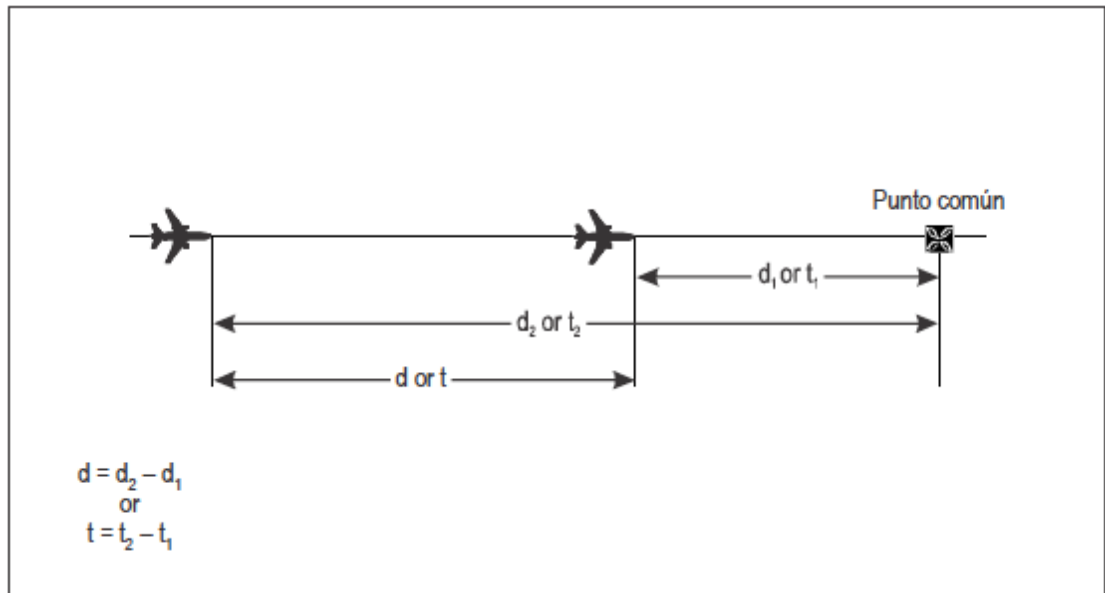 Punto común
d₁ or t₁
d₂ or t₂
d or t
d = d₂ – d₁
or
t = t₂ – t₁